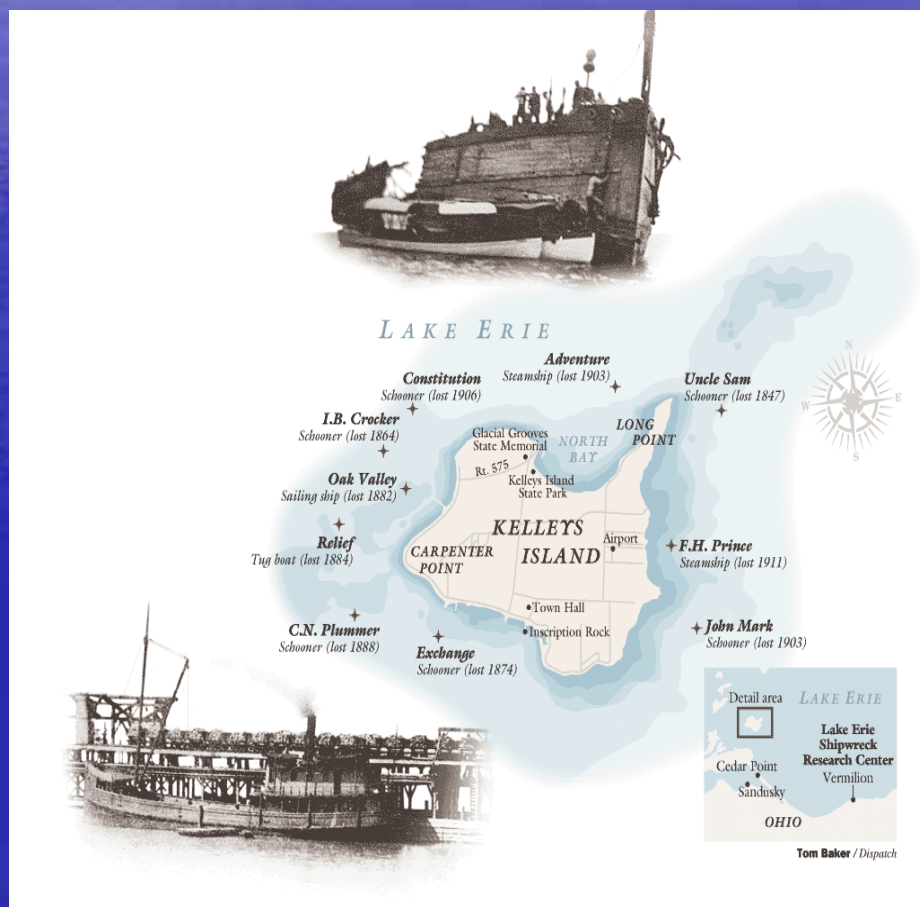 LAKE ERIE
Adventure
Steamship (lost 1903)
Constitution
Schooner (lost 1906)
Uncle Sam
Schooner (lost 1847)
N
W
E
S
I.B. Crocker
Schooner (lost 1864)
LONG
POINT
Glacial Grooves
State Memorial
NORTH
BAY
Rt. 575
Kelleys Island
State Park
Oak Valley
Sailing ship (lost 1882)
KELLEYS
ISLAND
Airport
Relief
Tug boat (lost 1884)
CARPENTER
POINT
F.H. Prince
Steamship (lost 1911)
Town Hall
Inscription Rock
C.N. Plummer
Schooner (lost 1888)
Exchange
Schooner (lost 1874)
John Mark
Schooner (lost 1903)
Detail area
LAKE ERIE
Lake Erie
Shipwreck
Research Center
Vermilion
Cedar Point
Sandusky
OHIO
Tom Baker / Dispatch